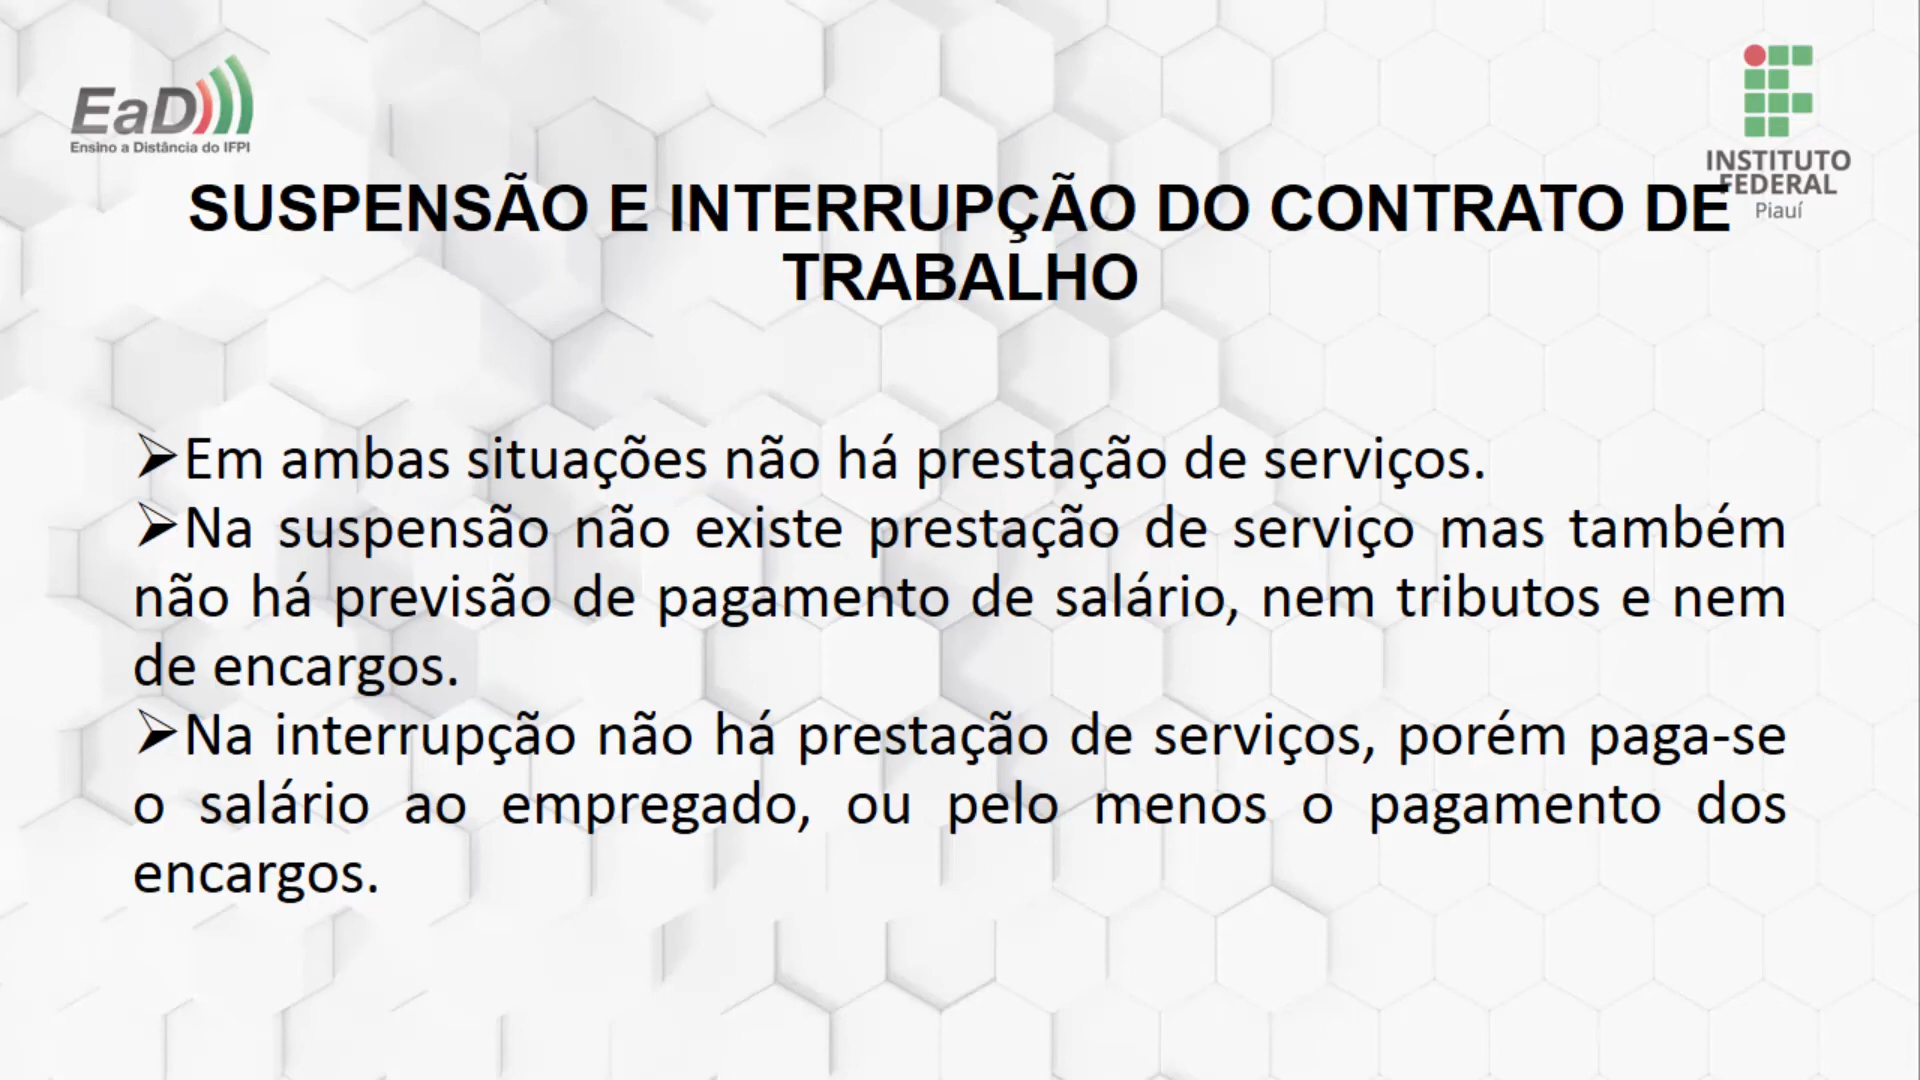 EaD
Ensino a Distância do IFPI
INSTITUTO
FEDERAL
Piauí
SUSPENSÃO E INTERRUPÇÃO DO CONTRATO DE
TRABALHO
➢Em ambas situações não há prestação de serviços.
➢Na suspensão não existe prestação de serviço mas também
não há previsão de pagamento de salário, nem tributos e nem
de encargos.
➢Na interrupção não há prestação de serviços, porém paga-se
o salário ao empregado, ou pelo menos o pagamento dos
encargos.